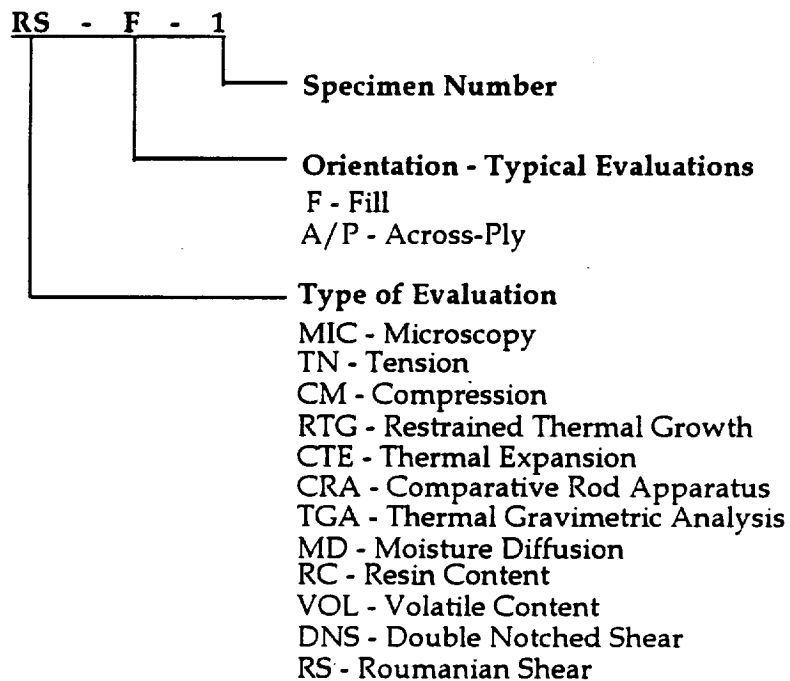 RS - F - 1
Specimen Number
Orientation - Typical Evaluations
F - Fill
A/P - Across-Ply
Type of Evaluation
MIC - Microscopy
TN - Tension
CM - Compression
RTG - Restrained Thermal Growth
CTE - Thermal Expansion
CRA - Comparative Rod Apparatus
TGA - Thermal Gravimetric Analysis
MD - Moisture Diffusion
RC - Resin Content
VOL - Volatile Content
DNS - Double Notched Shear
RS - Roumanian Shear